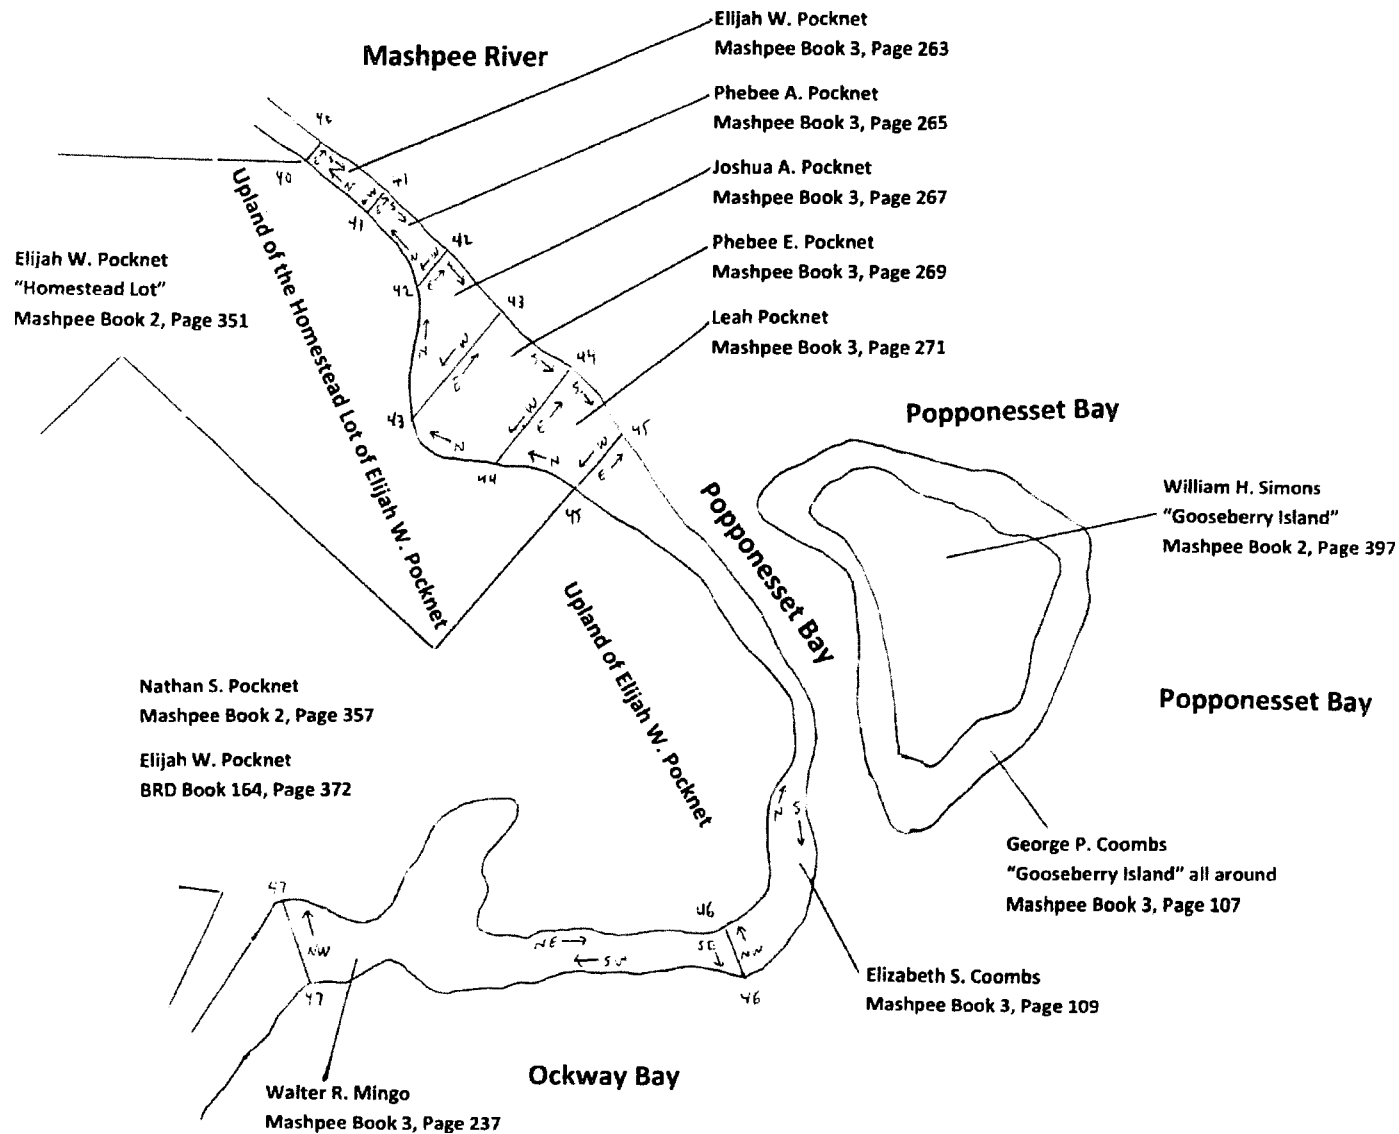 Elijah W. Pocknet
Mashpee Book 3, Page 263
Mashpee River
Phebee A. Pocknet
Mashpee Book 3, Page 265
Joshua A. Pocknet
Mashpee Book 3, Page 267
Phebee E. Pocknet
Mashpee Book 3, Page 269
Leah Pocknet
Mashpee Book 3, Page 271
Elijah W. Pocknet
"Homestead Lot"
Mashpee Book 2, Page 351
Upland of the Homestead Lot of Elijah W. Pocknet
40
41
41
42
42
43
43
44
44
45
45
N
S
N
W
E
N
W
E
S
N
W
E
S
N
W
E
Popponesset Bay
Popponesset Bay
William H. Simons
"Gooseberry Island"
Mashpee Book 2, Page 397
Popponesset Bay
Upland of Elijah W. Pocknet
Nathan S. Pocknet
Mashpee Book 2, Page 357
Elijah W. Pocknet
BRD Book 164, Page 372
N
S
George P. Coombs
"Gooseberry Island" all around
Mashpee Book 3, Page 107
47
46
NW
NE
SE
NW
SW
47
46
Elizabeth S. Coombs
Mashpee Book 3, Page 109
Ockway Bay
Walter R. Mingo
Mashpee Book 3, Page 237